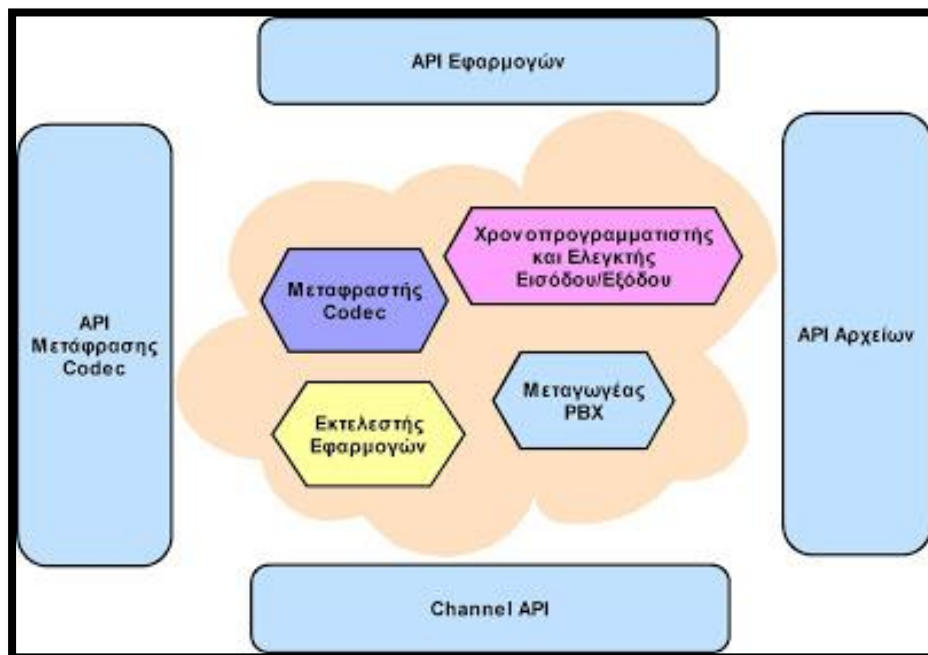 API Εφαρμογών
Χρονοπρογραμματιστής
και Ελεγκτής
Εισόδου/Εξόδου
Μεταφραστής
Codec
API
Μετάφρασης
Codec
API Αρχείων
Μεταγωγέας
PBX
Εκτελεστής
Εφαρμογών
Channel API